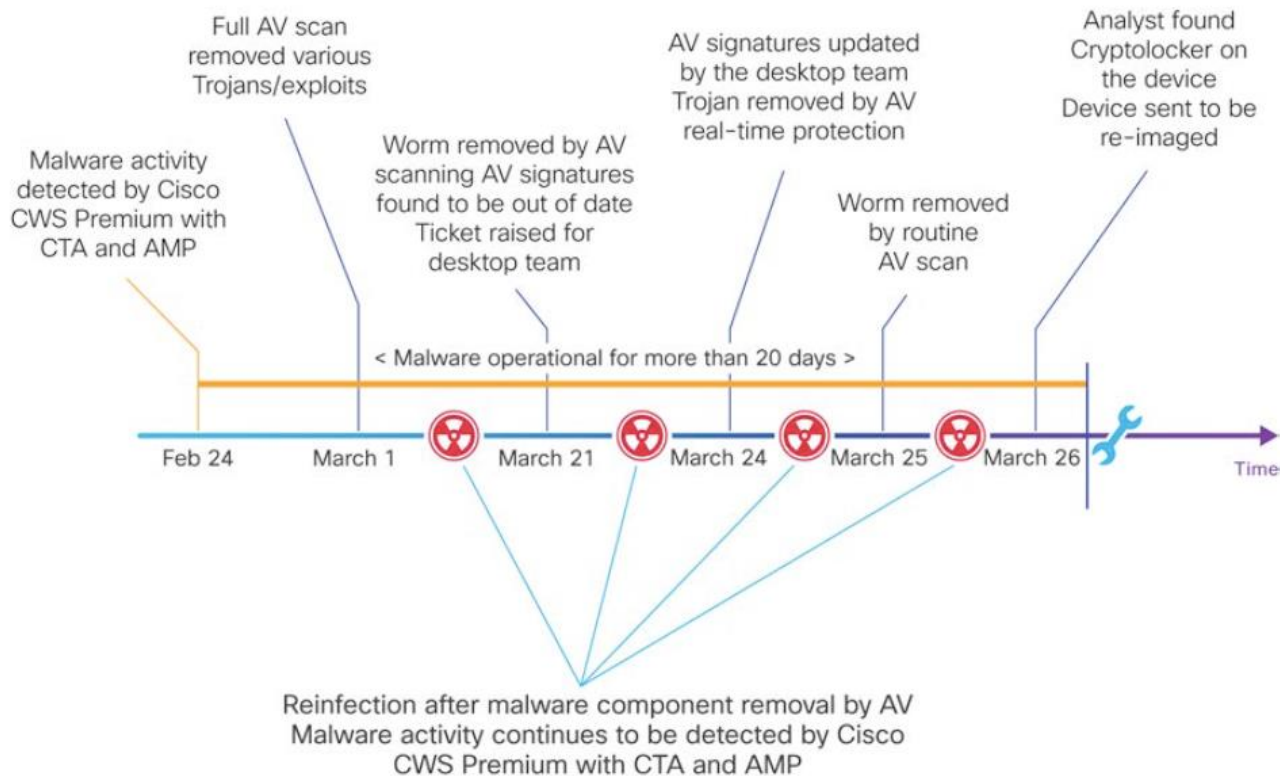 Malware activity
detected by Cisco
CWS Premium with
CTA and AMP
Full AV scan
removed various
Trojans/exploits
Worm removed by AV
scanning AV signatures
found to be out of date
Ticket raised for
desktop team
AV signatures updated
by the desktop team
Trojan removed by AV
real-time protection
Worm removed
by routine
AV scan
Analyst found
Cryptolocker on
the device
Device sent to be
re-imaged
< Malware operational for more than 20 days >
Feb 24
March 1
March 21
March 24
March 25
March 26
Time
Reinfection after malware component removal by AV
Malware activity continues to be detected by Cisco
CWS Premium with CTA and AMP